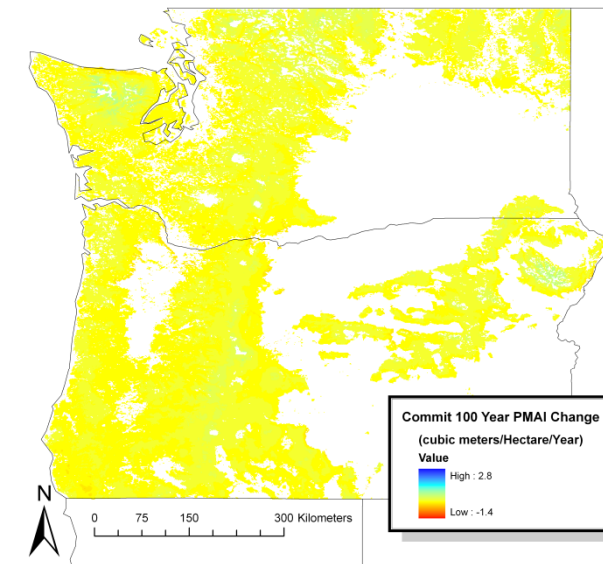 Commit 100 Year PMAI Change
(cubic meters/Hectare/Year)
Value
High : 2.8
Low : -1.4
N
0 75 150 300 Kilometers